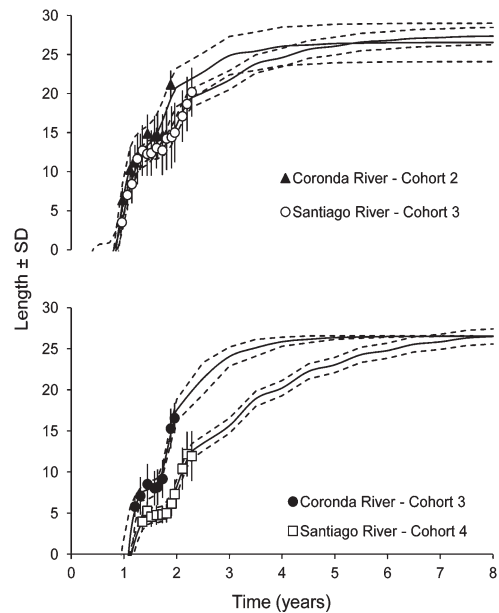 30
25
20
15
10
5
0
Coronda River - Cohort 2
Santiago River - Cohort 3
Length ± SD
30
25
20
15
10
5
0
Coronda River - Cohort 3
Santiago River - Cohort 4
0 1 2 3 4 5 6 7 8
Time (years)